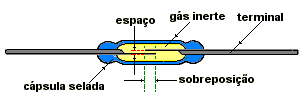 espaço
gás inerte
terminal
cápsula selada
sobreposição